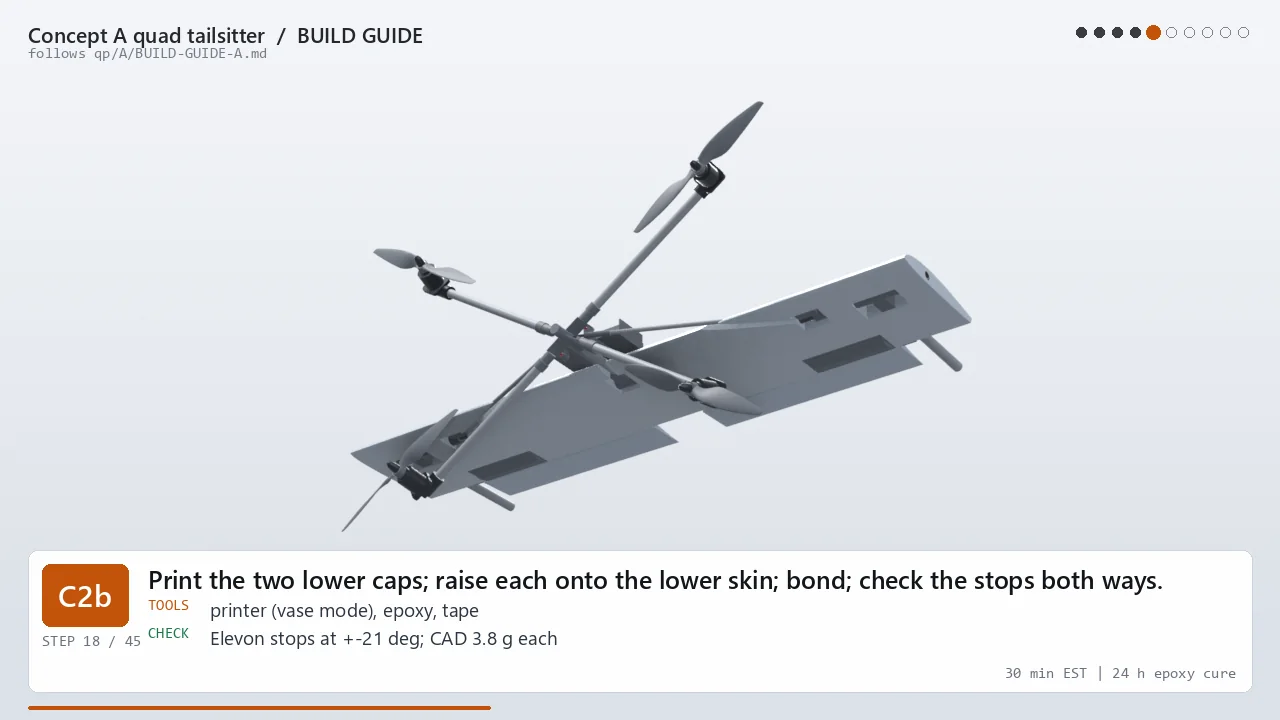 Concept A quad tailsitter / BUILD GUIDE
follows qp/A/BUILD-GUIDE-A.md
C2b
STEP 18 / 45
Print the two lower caps; raise each onto the lower skin; bond; check the stops both ways.
TOOLS printer (vase mode), epoxy, tape
CHECK Elevon stops at +-21 deg; CAD 3.8 g each
30 min EST | 24 h epoxy cure